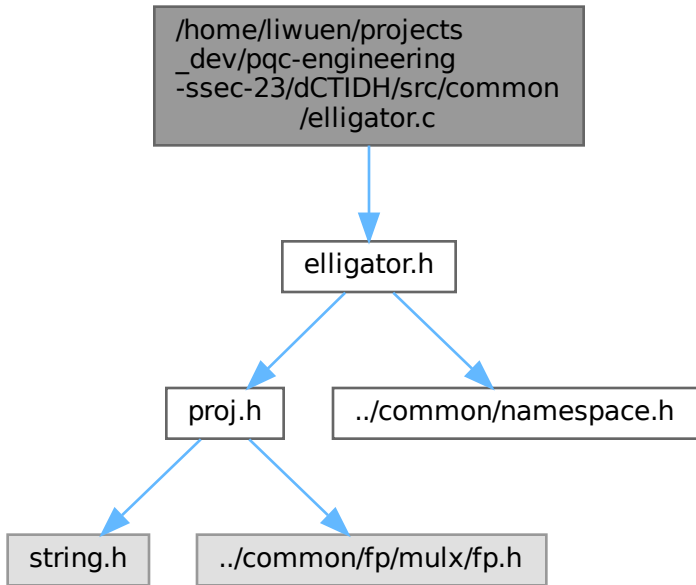 /home/liwuen/projects
_dev/pqc-engineering
-ssec-23/dCTIDH/src/common
/elligator.c
elligator.h
proj.h
../common/namespace.h
string.h
../common/fp/mulx/fp.h